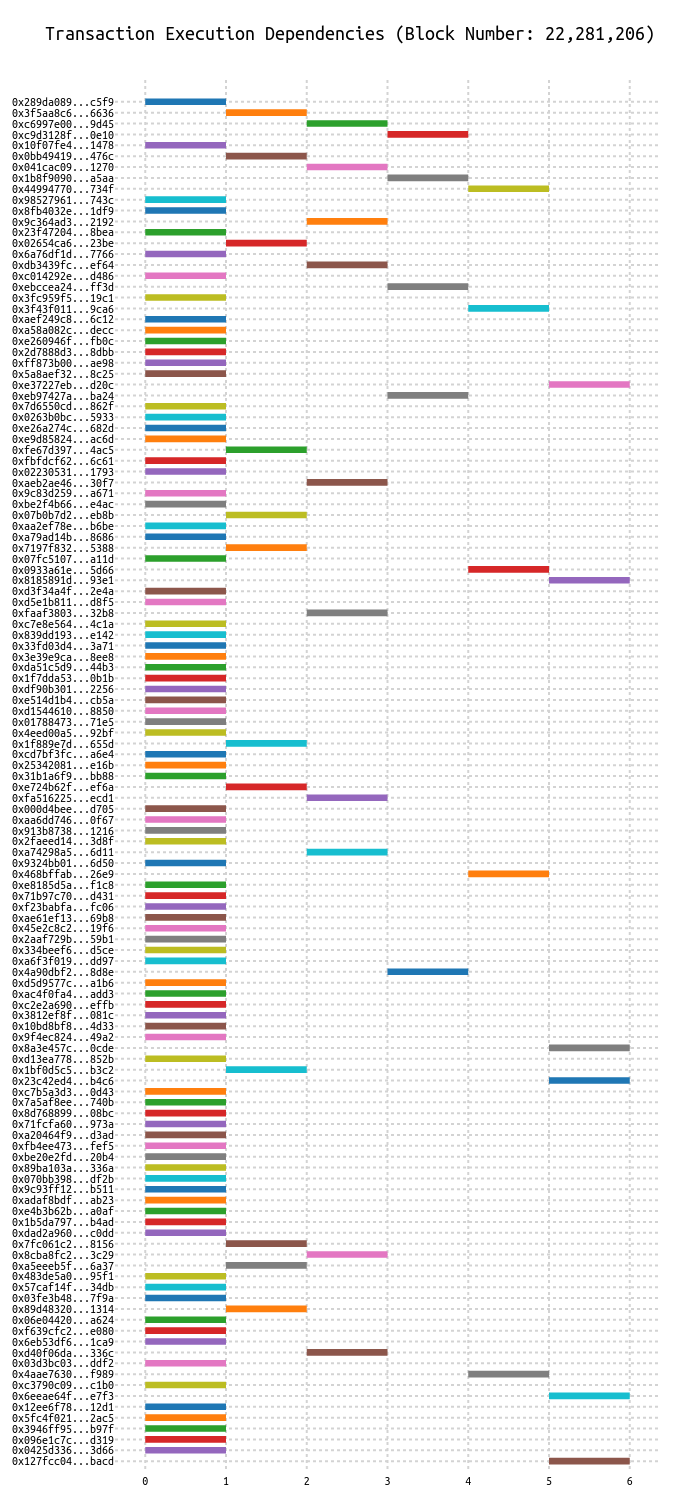 Transaction Execution Dependencies (Block Number: 22,281,206)
0x289da089...c5f9
0x3f5aa8c6...6636
0xc6997e00...9d45
0xc9d3128f...0e10
0x10f07fe4...1478
0x0bb49419...476c
0x041cac09...1270
0x1b8f9090...a5aa
0x44994770...734f
0x98527961...743c
0x8fb4032e...1df9
0x9c364ad3...2192
0x23f47204...8bea
0x02654ca6...23be
0x6a76df1d...7766
0xdb3439fc...ef64
0xc014292e...d486
0xebccea24...ff3d
0x3fc959f5...19c1
0x3f43f011...9ca6
0xaef249c8...6c12
0xa58a082c...decc
0xe260946f...fb0c
0x2d7888d3...8dbb
0xff873b00...ae98
0x5a8aef32...8c25
0xe37227eb...d20c
0xeb97427a...ba24
0x7d6550cd...862f
0x0263b0bc...5933
0xe26a274c...682d
0xe9d85824...ac6d
0xfe67d397...4ac5
0xfbfdcf62...6c61
0x02230531...1793
0xaeb2ae46...30f7
0x9c83d259...a671
0xbe2f4b66...e4ac
0x07b0b7d2...eb8b
0xaa2ef78e...b6be
0xa79ad14b...8686
0x7197f832...5388
0x07fc5107...a11d
0x0933a61e...5d66
0x8185891d...93e1
0xd3f34a4f...2e4a
0xd5e1b811...d8f5
0xfaaf3803...32b8
0xc7e8e564...4c1a
0x839dd193...e142
0x33fd03d4...3a71
0x3e39e9ca...8ee8
0xda51c5d9...44b3
0x1f7dda53...0b1b
0xdf90b301...2256
0xe514d1b4...cb5a
0xd1544610...8850
0x01788473...71e5
0x4eed00a5...92bf
0x1f889e7d...655d
0xcd7bf3fc...a6e4
0x25342081...e16b
0x31b1a6f9...bb88
0xe724b62f...ef6a
0xfa516225...ecd1
0x000d4bee...d705
0xaa6dd746...0f67
0x913b8738...1216
0x2faeed14...3d8f
0xa74298a5...6d11
0x9324bb01...6d50
0x468bffab...26e9
0xe8185d5a...f1c8
0x71b97c70...d431
0xf23babfa...fc06
0xae61ef13...69b8
0x45e2c8c2...19f6
0x2aaf729b...59b1
0x334beef6...d5ce
0xa6f3f019...dd97
0x4a90dbf2...8d8e
0xd5d9577c...a1b6
0xac4f0fa4...add3
0xc2e2a690...effb
0x3812ef8f...081c
0x10bd8bf8...4d33
0x9f4ec824...49a2
0x8a3e457c...0cde
0xd13ea778...852b
0x1bf0d5c5...b3c2
0x23c42ed4...b4c6
0xc7b5a3d3...0d43
0x7a5af8ee...740b
0x8d768899...08bc
0x71fcfa60...973a
0xa20464f9...d3ad
0xfb4ee473...fef5
0xbe20e2fd...20b4
0x89ba103a...336a
0x070bb398...df2b
0x9c93ff12...b511
0xadaf8bdf...ab23
0xe4b3b62b...a0af
0x1b5da797...b4ad
0xdad2a960...c0dd
0x7fc061c2...8156
0x8cba8fc2...3c29
0xa5eeeb5f...6a37
0x483de5a0...95f1
0x57caf14f...34db
0x03fe3b48...7f9a
0x89d48320...1314
0x06e04420...a624
0xf639cfc2...e080
0x6eb53df6...1ca9
0xd40f06da...336c
0x03d3bc03...ddf2
0x4aae7630...f989
0xc3790c09...c1b0
0x6eeae64f...e7f3
0x12ee6f78...12d1
0x5fc4f021...2ac5
0x3946ff95...b97f
0x096e1c7c...d319
0x0425d336...3d66
0x127fcc04...bacd
0 1 2 3 4 5 6